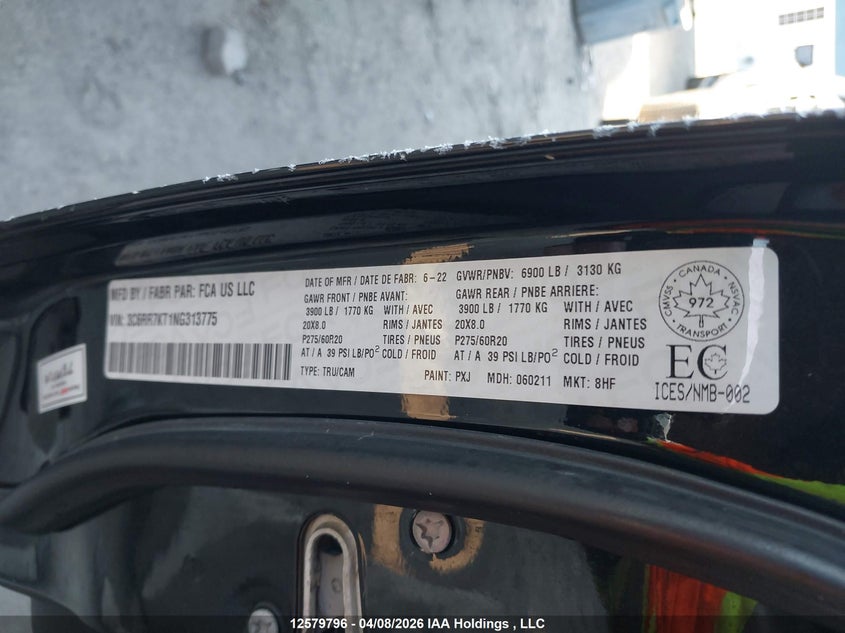 MFD BY / FABR PAR: FCA US LLC
VIN: 3C6RR7KT1NG313775
DATE OF MFR / DATE DE FABR: 6-22
GAWR FRONT / PNBE AVANT:
3900 LB / 1770 KG WITH / AVEC
20X8.0 RIMS / JANTES
P275/60R20 TIRES / PNEUS
AT / A 39 PSI LB/PO² COLD / FROID
TYPE: TRU/CAM
GVWR/PNBV: 6900 LB / 3130 KG
GAWR REAR / PNBE ARRIERE:
3900 LB / 1770 KG WITH / AVEC
20X8.0 RIMS / JANTES
P275/60R20 TIRES / PNEUS
AT / A 39 PSI LB/PO² COLD / FROID
PAINT: PXJ MDH: 060211 MKT: 8HF
CANADA
CMVSS 972 NSVAC
TRANSPORT
EC
ICES/NMB-002
12579796 - 04/08/2026 IAA Holdings , LLC